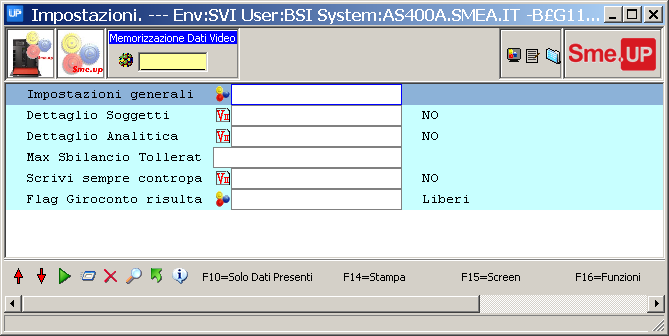 UP Impostazioni. --- Env:SVI User:BSI System:AS400A.SMEA.IT -B£G11...
Sme.up
Sme.up
Memorizzazione Dati Video
Sme.UP
Impostazioni generali
Dettaglio Soggetti NO
Dettaglio Analitica NO
Max Sbilancio Tollerat
Scrivi sempre contropa NO
Flag Giroconto risulta Liberi
F10=Solo Dati Presenti F14=Stampa F15=Screen F16=Funzioni